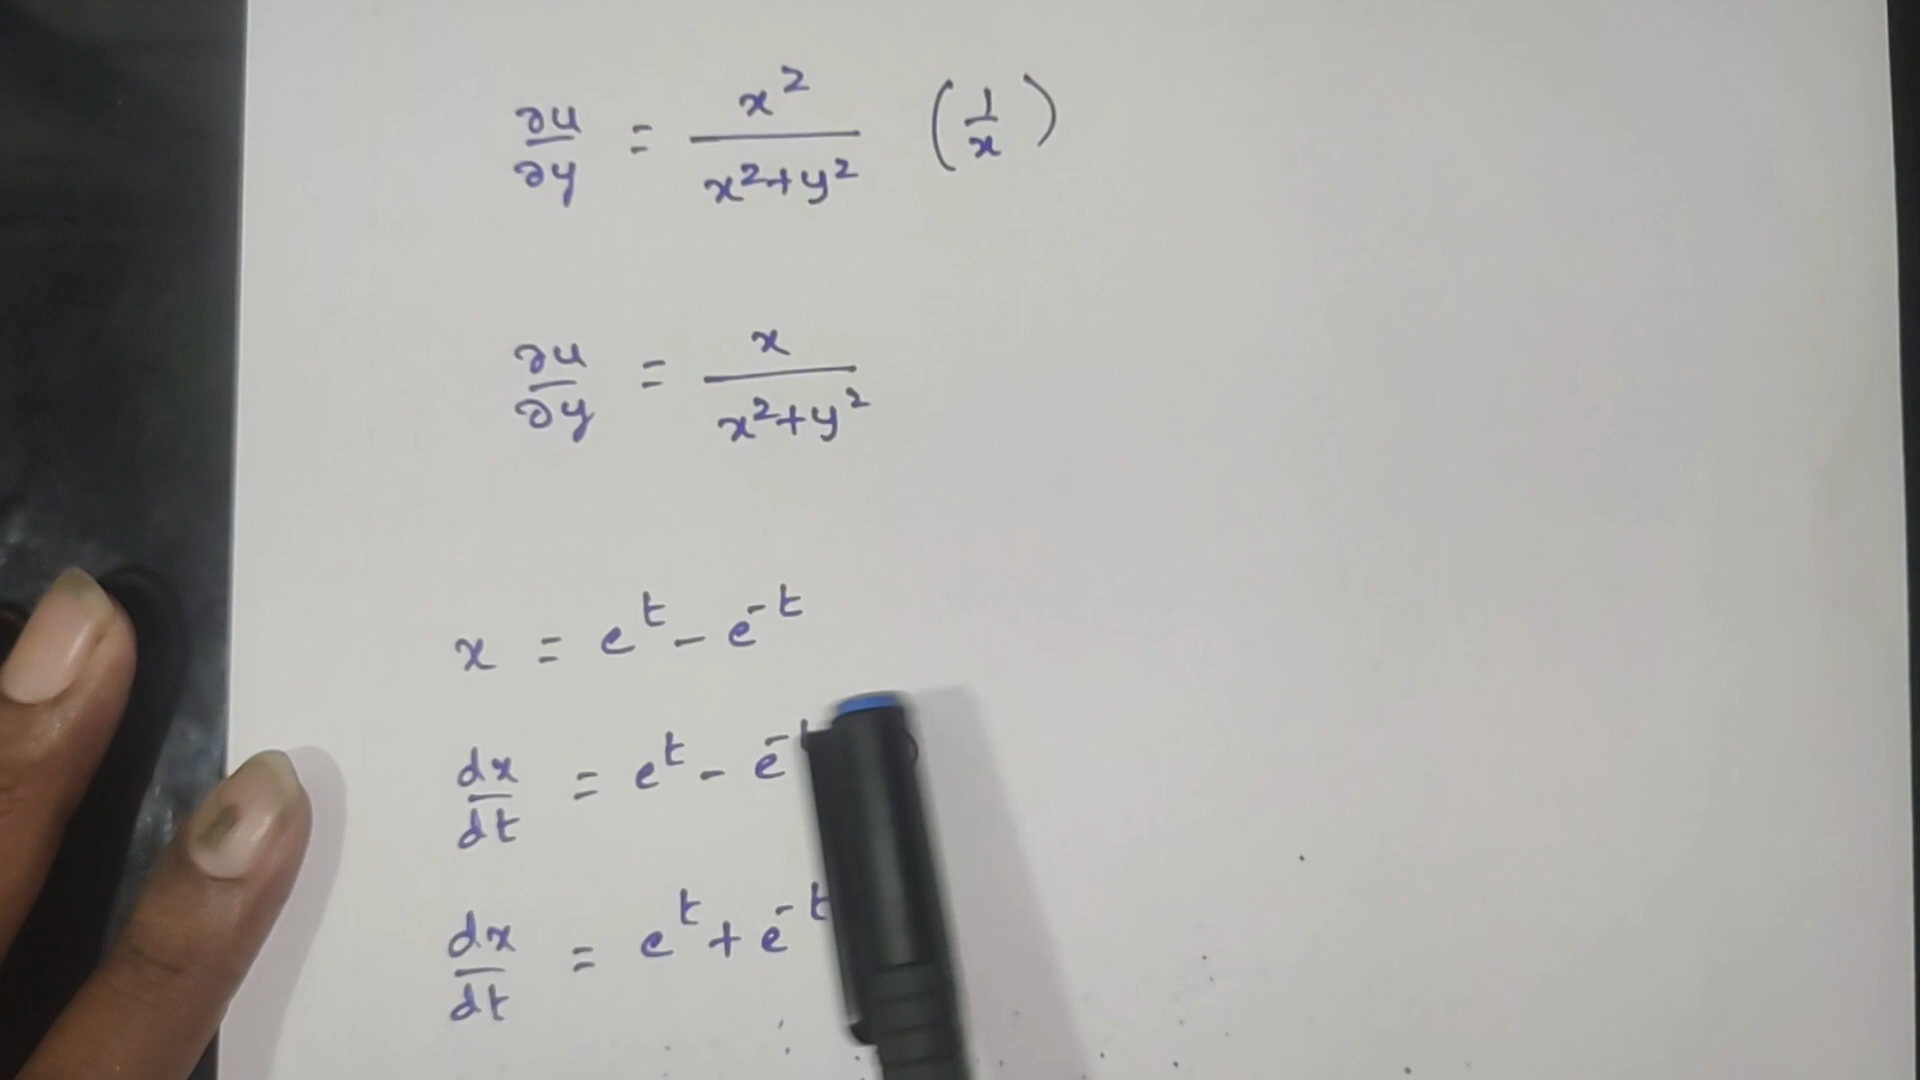 ∂u/∂y = x²/(x²+y²) (1/x)
∂u/∂y = x/(x²+y²)
x = e^t - e^-t
dx/dt = e^t - e^-
dx/dt = e^t + e^-t